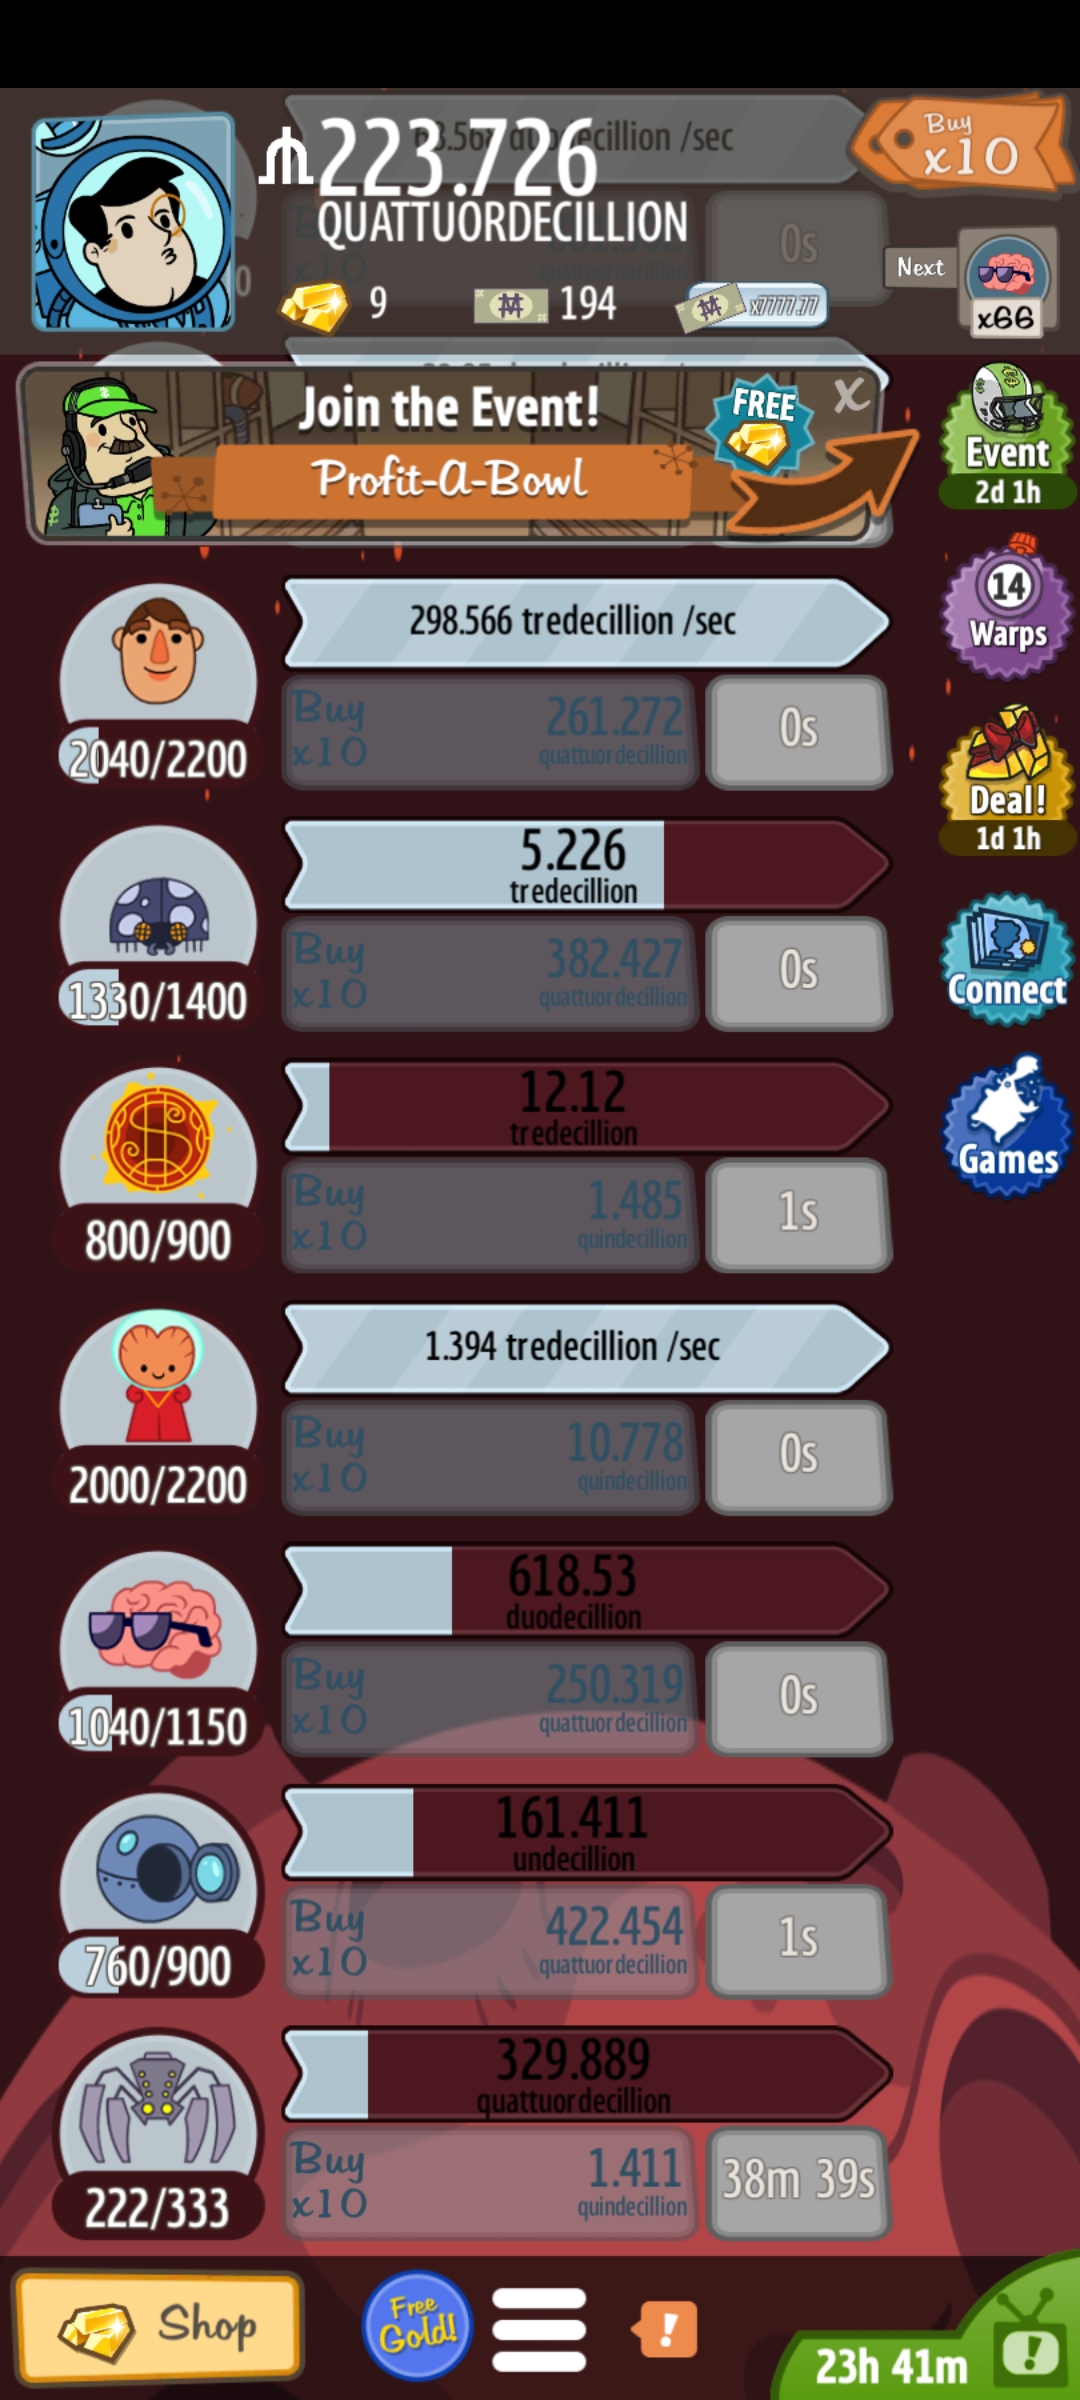 223.726
QUATTUORDECILLION
Buy
x10
0s
9
194
x7777.77
Next
x66
Join the Event!
FREE
X
Profit-A-Bowl
Event
2d 1h
298.566 tredecillion /sec
Buy
x10
261.272
quattuordecillion
0s
2040/2200
14
Warps
5.226
tredecillion
Buy
x10
382.427
quattuordecillion
0s
1330/1400
Deal!
1d 1h
Connect
12.12
tredecillion
Buy
x10
1.485
quindecillion
1s
800/900
Games
1.394 tredecillion /sec
Buy
x10
10.778
quindecillion
0s
2000/2200
618.53
duodecillion
Buy
x10
250.319
quattuordecillion
0s
1040/1150
161.411
undecillion
Buy
x10
422.454
quattuordecillion
1s
760/900
329.889
quattuordecillion
Buy
x10
1.411
quindecillion
38m 39s
222/333
Shop
Free
Gold!
23h 41m